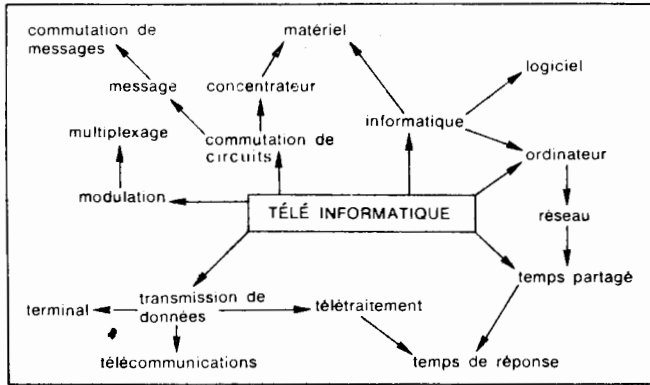 commutation de
messages
matériel
logiciel
message
concentrateur
multiplexage
commutation de
circuits
informatique
ordinateur
modulation
TÉLÉ INFORMATIQUE
réseau
temps partagé
terminal
transmission de
données
télétraitement
télécommunications
temps de réponse